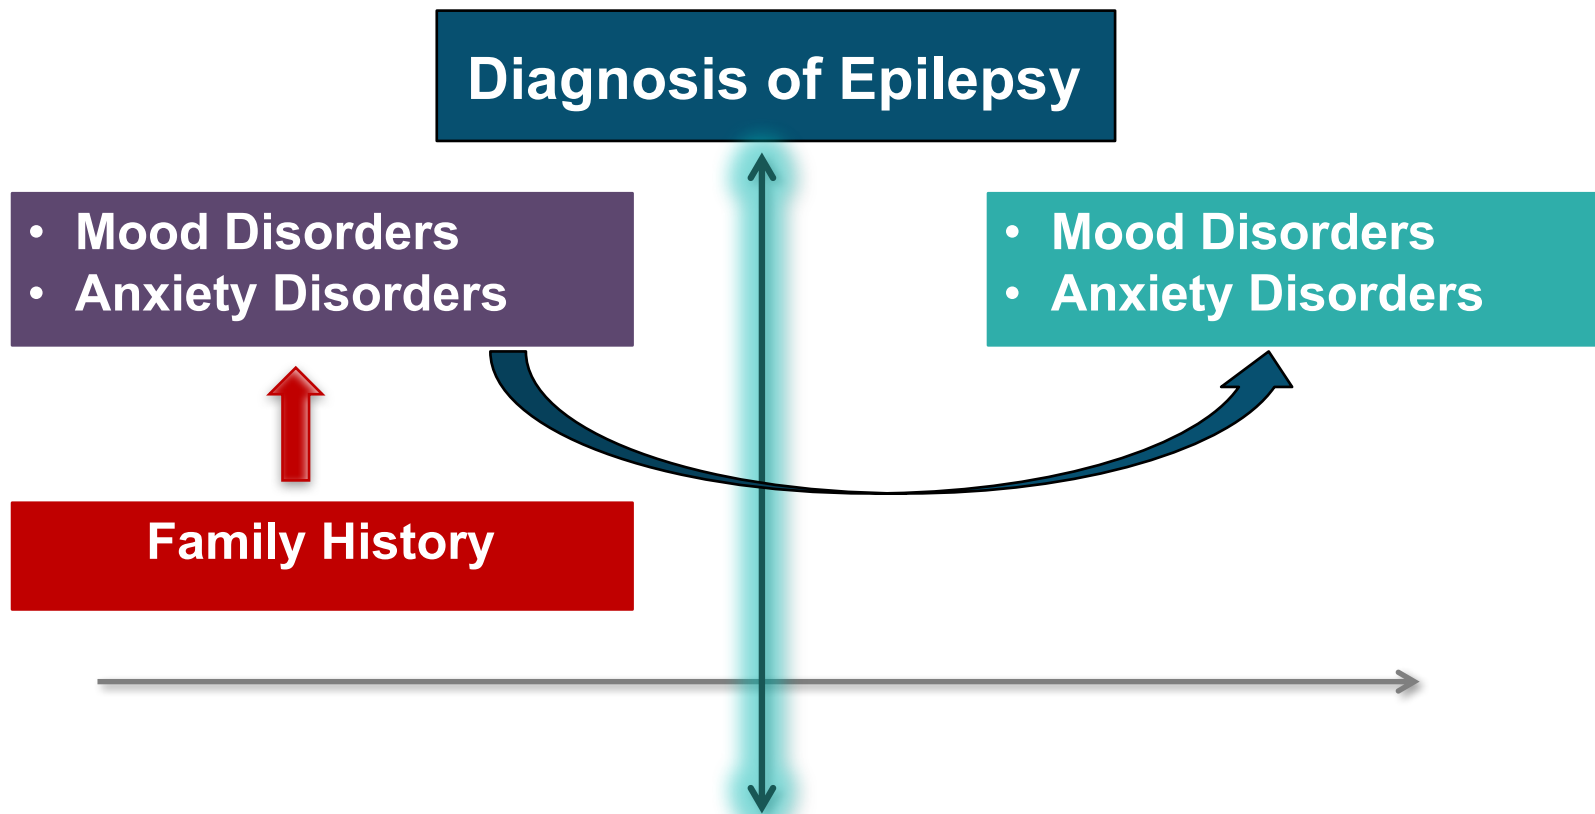 Diagnosis of Epilepsy
• Mood Disorders
• Anxiety Disorders
• Mood Disorders
• Anxiety Disorders
Family History